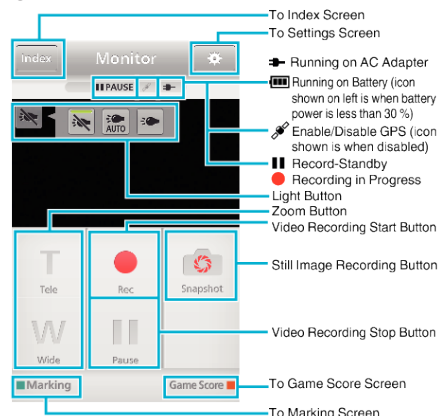 To Index Screen
To Settings Screen
Index
Monitor
Running on AC Adapter
PAUSE
Running on Battery (icon
shown on left is when battery
power is less than 30 %)
Enable/Disable GPS (icon
shown is when disabled)
AUTO
Record-Standby
Recording in Progress
Light Button
Zoom Button
Video Recording Start Button
T
Tele
Rec
Snapshot
Still Image Recording Button
W
Wide
Pause
Video Recording Stop Button
Marking
Game Score
To Game Score Screen
To Marking Screen